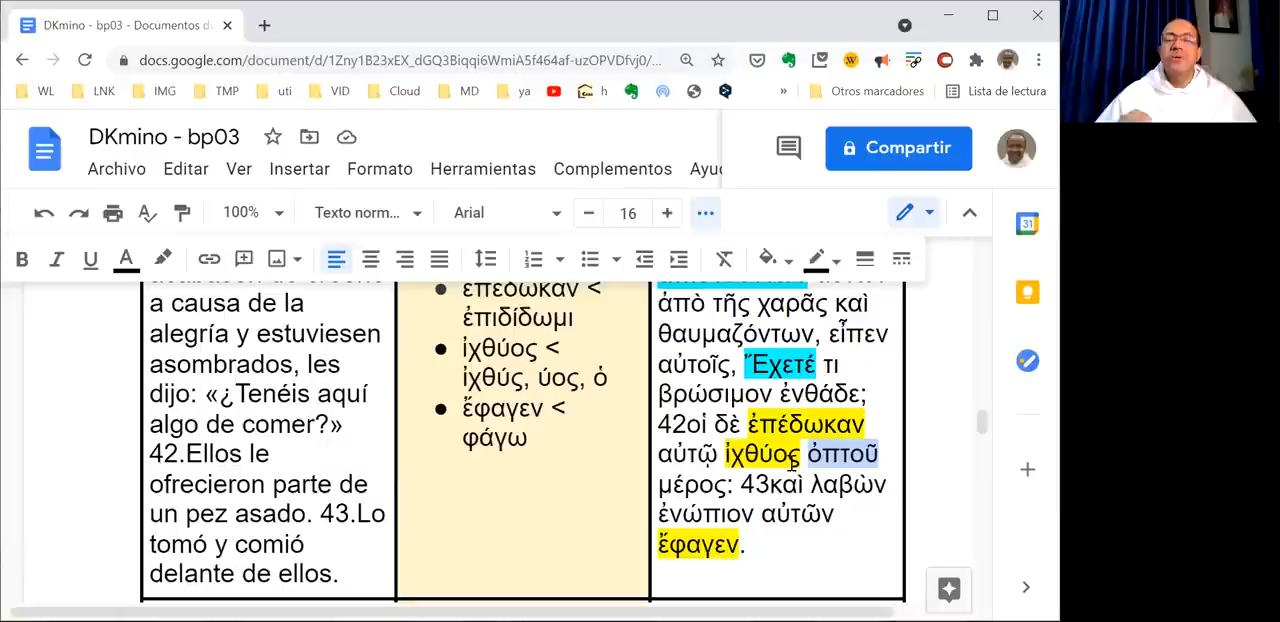 DKmino - bp03 - Documentos d
docs.google.com/document/d/1Zny1B23xEX_dGQ3Biqqi6WmiA5f464af-uzOPVDfvj0/...
WL LNK IMG TMP uti VID Cloud MD ya h » Otros marcadores Lista de lectura
DKmino - bp03
Compartir
Archivo Editar Ver Insertar Formato Herramientas Complementos Ayu
100% Texto norm... Arial 16
B I U A
31
a causa de la
alegría y estuviesen
asombrados, les
dijo: «¿Tenéis aquí
algo de comer?»
42.Ellos le
ofrecieron parte de
un pez asado. 43.Lo
tomó y comió
delante de ellos.
● ἐπέδωκαν <
ἐπιδίδωμι
● ἰχθύος <
ἰχθύς, ύος, ὁ
● ἔφαγεν <
φάγω
ἀπὸ τῆς χαρᾶς καὶ
θαυμαζόντων, εἶπεν
αὐτοῖς, Ἔχετέ τι
βρώσιμον ἐνθάδε;
42οἱ δὲ ἐπέδωκαν
αὐτῷ ἰχθύος ὀπτοῦ
μέρος: 43καὶ λαβὼν
ἐνώπιον αὐτῶν
ἔφαγεν.